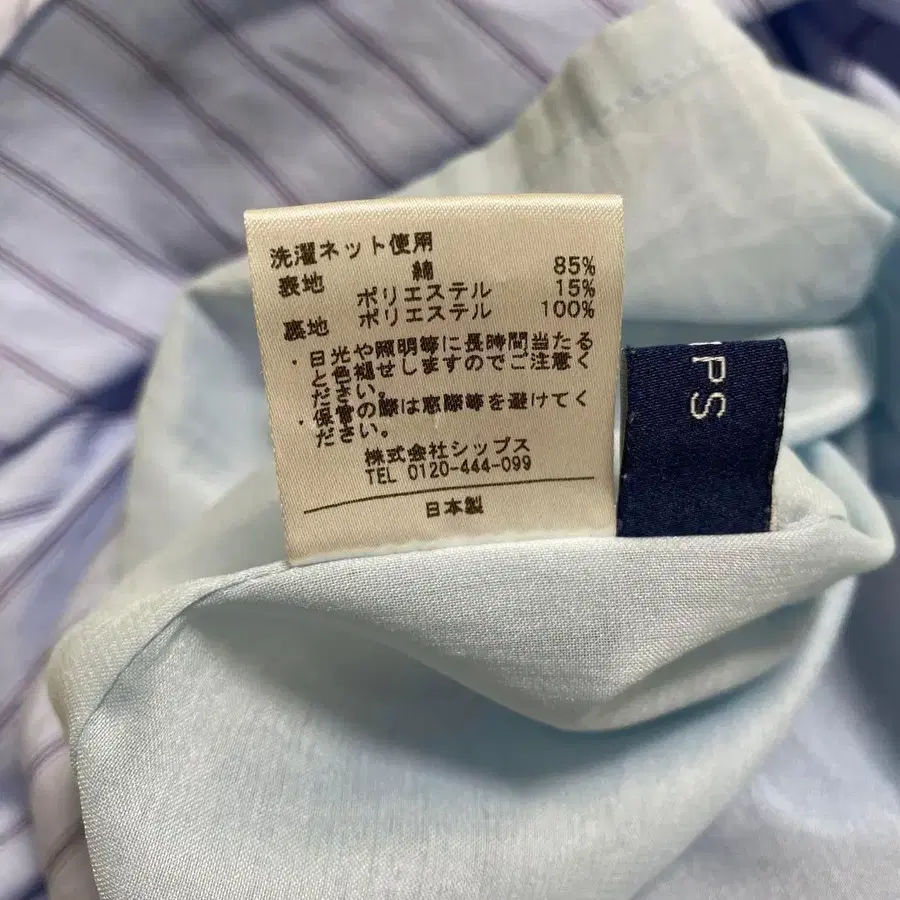 洗濯ネット使用
表地 綿 85%
ポリエステル 15%
裏地 ポリエステル 100%
・日光や照明等に長時間当たる
と色褪せしますのでご注意く
ださい。
・保管の際は窓際等を避けてく
ださい。
株式会社シップス
TEL 0120-444-099
日本製
PS